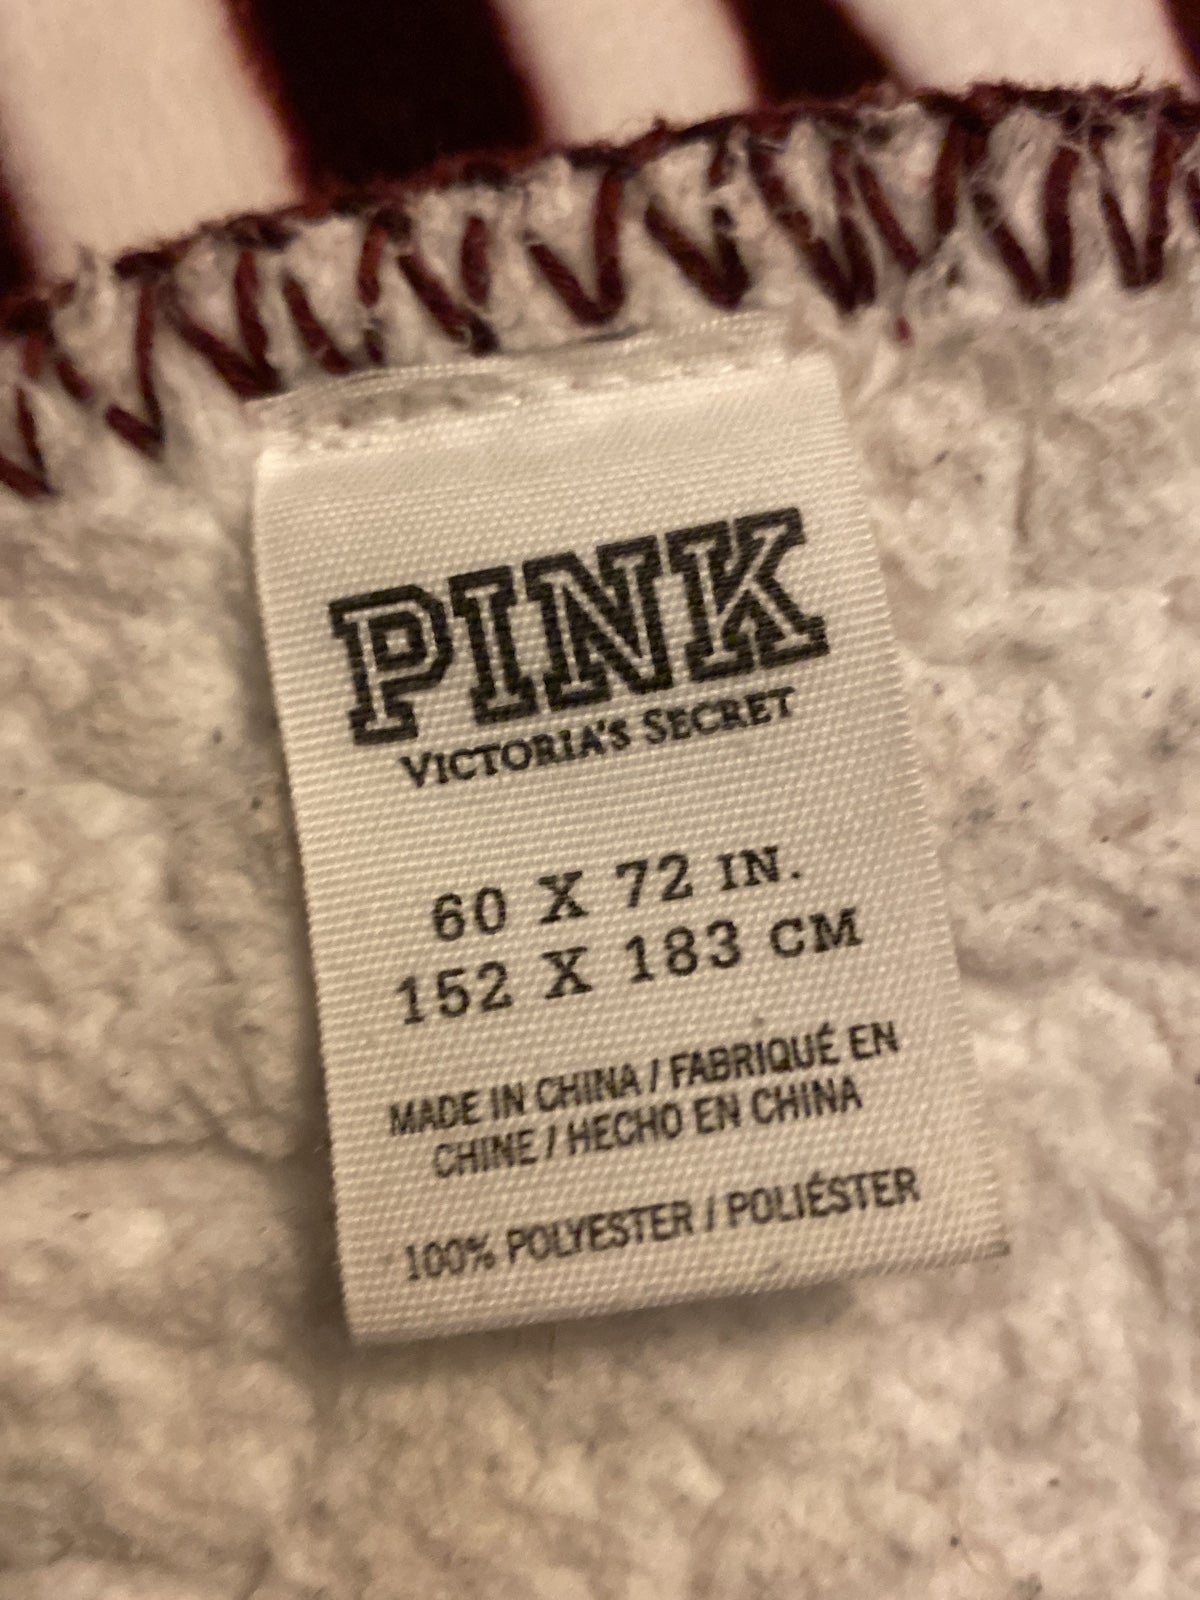 PINK
VICTORIA'S SECRET
60 X 72 IN.
152 X 183 CM
MADE IN CHINA / FABRIQUÉ EN
CHINE / HECHO EN CHINA
100% POLYESTER / POLIÉSTER